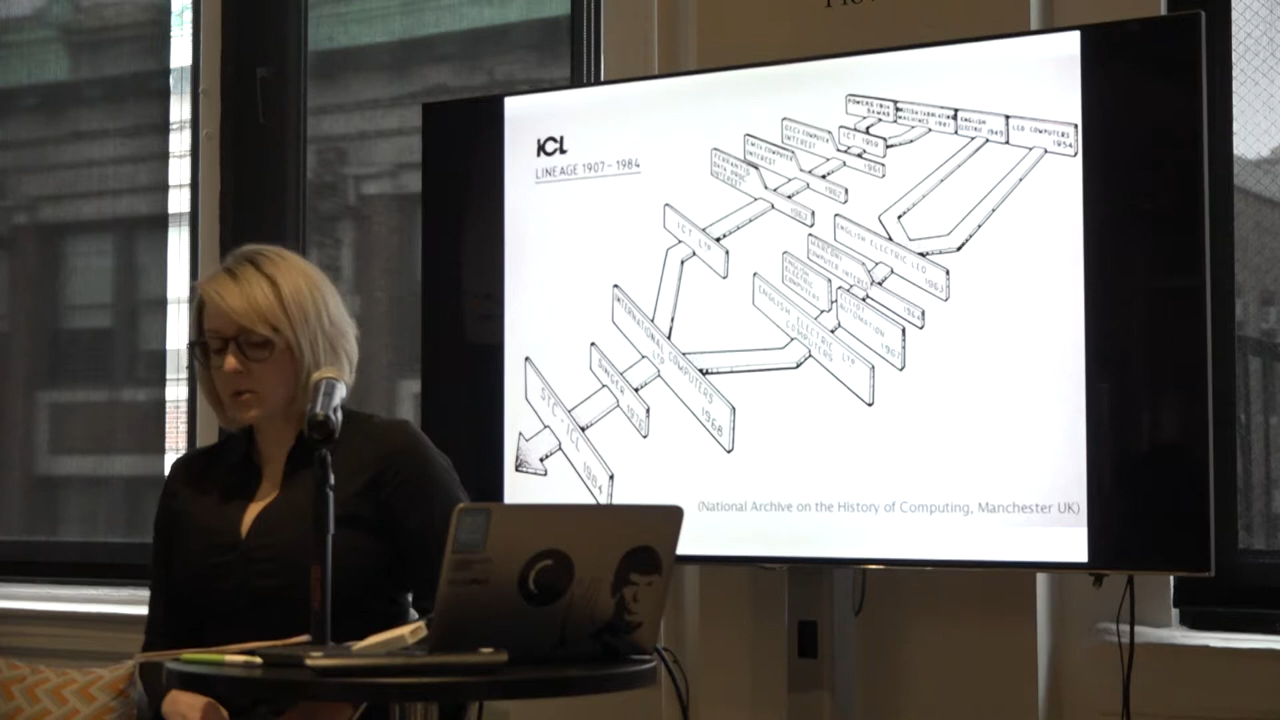 ICL
LINEAGE 1907–1984
POWERS 1914
SAMAS
BRITISH TABULATING
MACHINES 1907
ENGLISH
ELECTRIC 1949
LEO COMPUTERS
1954
GEC COMPUTER
INTEREST
1961
ICT 1959
EMI COMPUTER
INTEREST
1962
FERRANTIS
DATA PROC
INTEREST
1963
ICT LTD
ENGLISH ELECTRIC LEO
1963
MARCONI
COMPUTER INTEREST
1964
ENGLISH
ELECTRIC
COMPUTERS
ELLIOT
AUTOMATION
1967
ENGLISH ELECTRIC LTD
COMPUTERS
INTERNATIONAL COMPUTERS
LTD
1968
SINGER 1976
STC-ICL 1984
(National Archive on the History of Computing, Manchester UK)